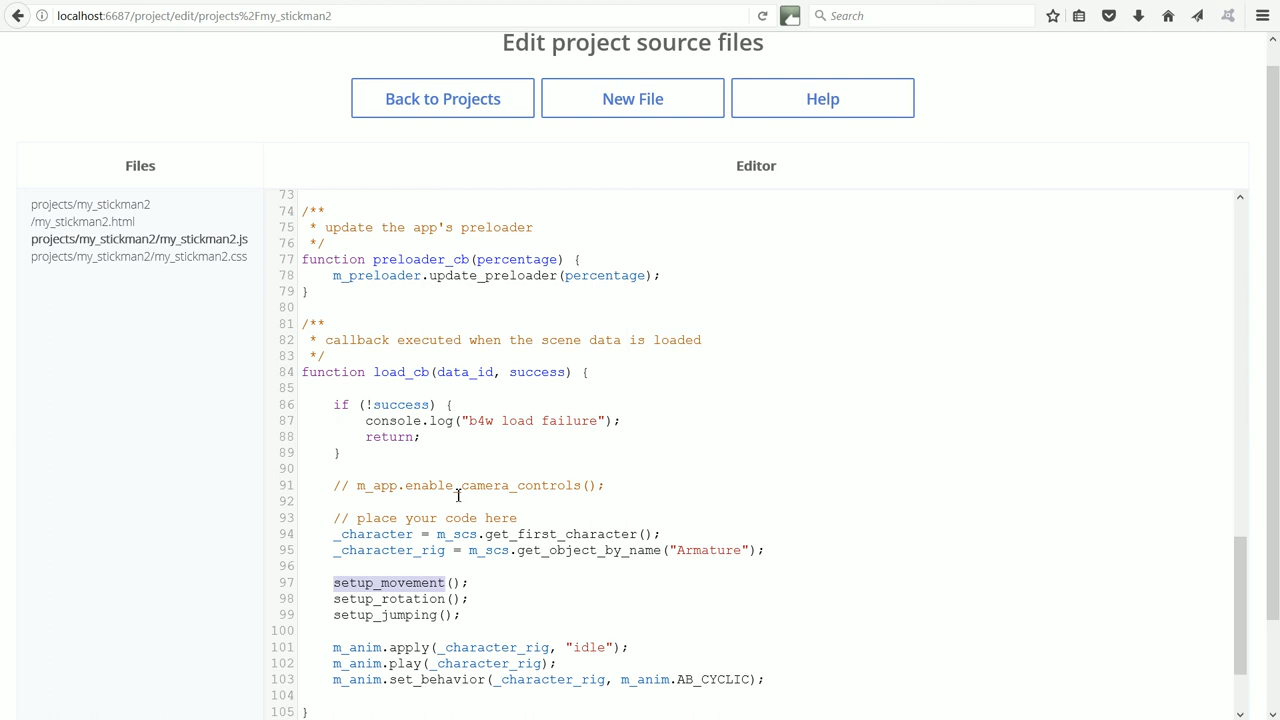 localhost:6687/project/edit/projects%2Fmy_stickman2
Search
Edit project source files
Back to Projects
New File
Help
Files
Editor
projects/my_stickman2
/my_stickman2.html
projects/my_stickman2/my_stickman2.js
projects/my_stickman2/my_stickman2.css
73
74 /**
75  * update the app's preloader
76  */
77 function preloader_cb(percentage) {
78     m_preloader.update_preloader(percentage);
79 }
80
81 /**
82  * callback executed when the scene data is loaded
83  */
84 function load_cb(data_id, success) {
85
86     if (!success) {
87         console.log("b4w load failure");
88         return;
89     }
90
91     // m_app.enable_camera_controls();
92
93     // place your code here
94     _character = m_scs.get_first_character();
95     _character_rig = m_scs.get_object_by_name("Armature");
96
97     setup_movement();
98     setup_rotation();
99     setup_jumping();
100
101     m_anim.apply(_character_rig, "idle");
102     m_anim.play(_character_rig);
103     m_anim.set_behavior(_character_rig, m_anim.AB_CYCLIC);
104
105 }